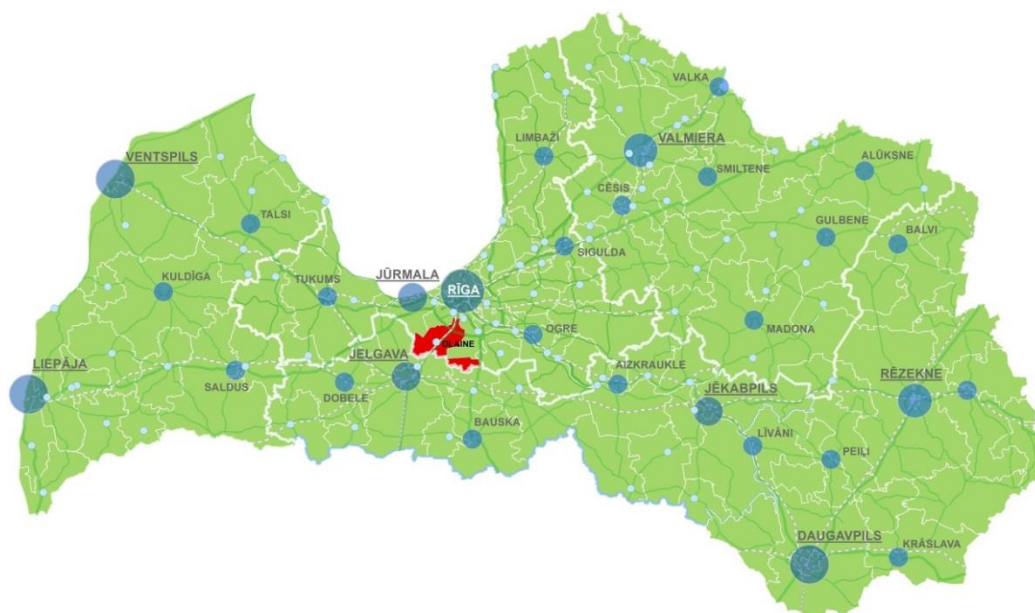 VALKA
LIMBAŽI
VALMIERA
VENTSPILS
SMILTENE
ALŪKSNE
CĒSIS
TALSI
GULBENE
BALVI
SIGULDA
JŪRMALA
KULDĪGA
TUKUMS
RĪGA
MADONA
OGRE
OLAINE
JELGAVA
LIEPĀJA
AIZKRAUKLE
SALDUS
DOBELE
JĒKABPILS
RĒZEKNE
BAUSKA
LĪVĀNI
PEIĻI
DAUGAVPILS
KRĀSLAVA